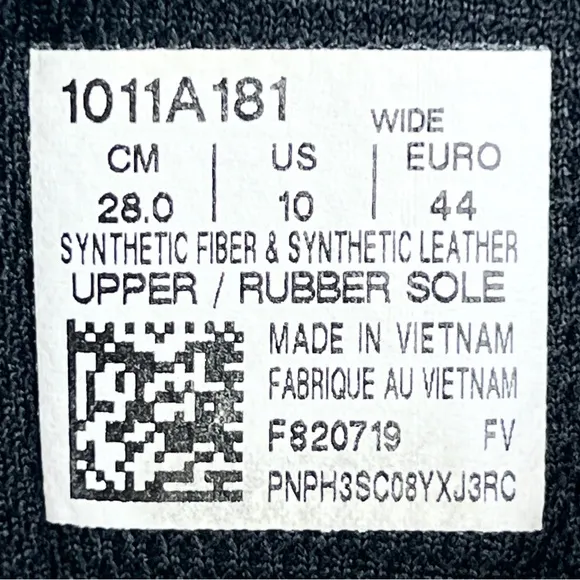 1011A181
WIDE
CM | US | EURO
28.0 | 10 | 44
SYNTHETIC FIBER & SYNTHETIC LEATHER
UPPER / RUBBER SOLE
MADE IN VIETNAM
FABRIQUE AU VIETNAM
F820719 FV
PNPH3SC08YXJ3RC